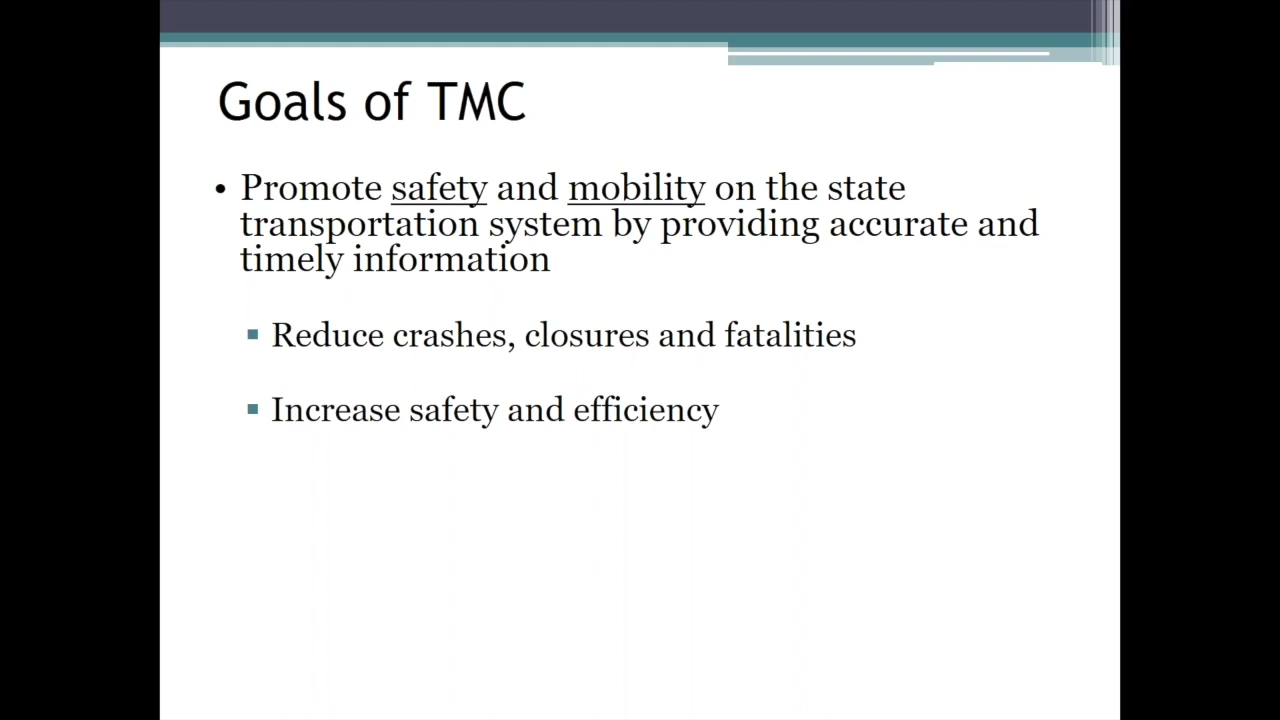 Goals of TMC
• Promote safety and mobility on the state
transportation system by providing accurate and
timely information
▪ Reduce crashes, closures and fatalities
▪ Increase safety and efficiency